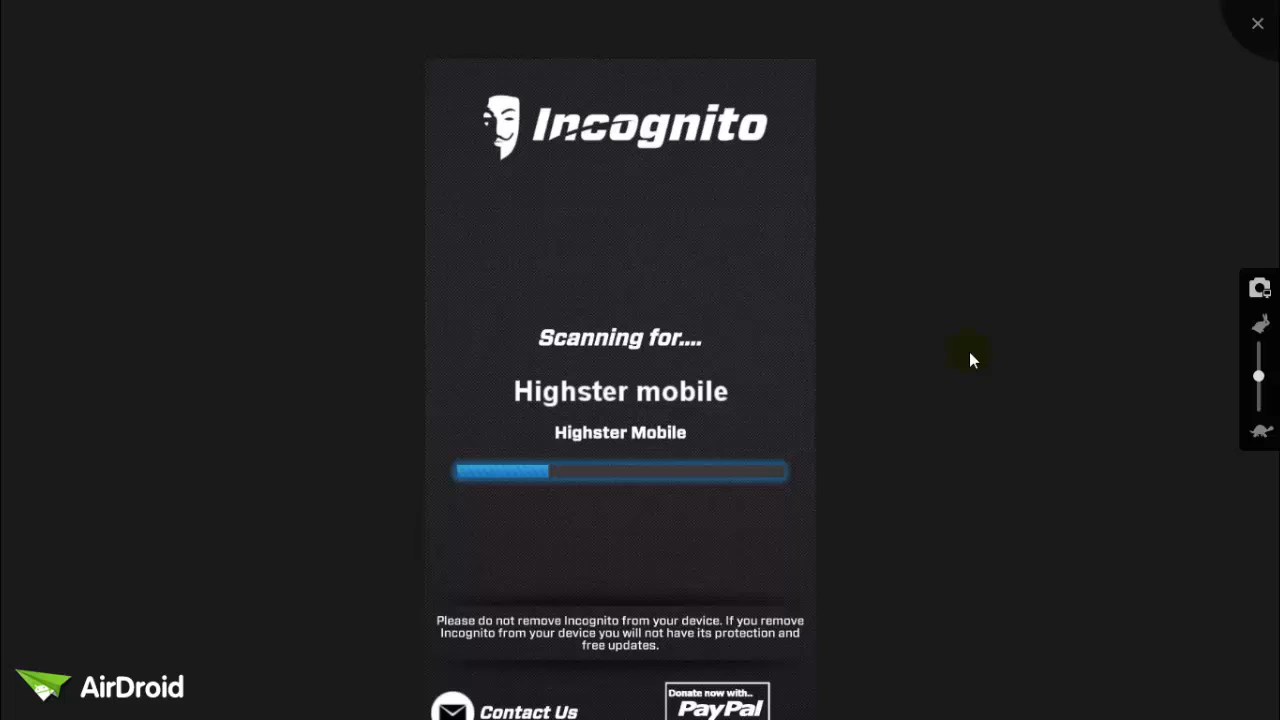 Incognito
Scanning for....
Highster mobile
Highster Mobile
Please do not remove Incognito from your device. If you remove
Incognito from your device you will not have its protection and
free updates.
Contact Us
Donate now with..
PayPal
AirDroid